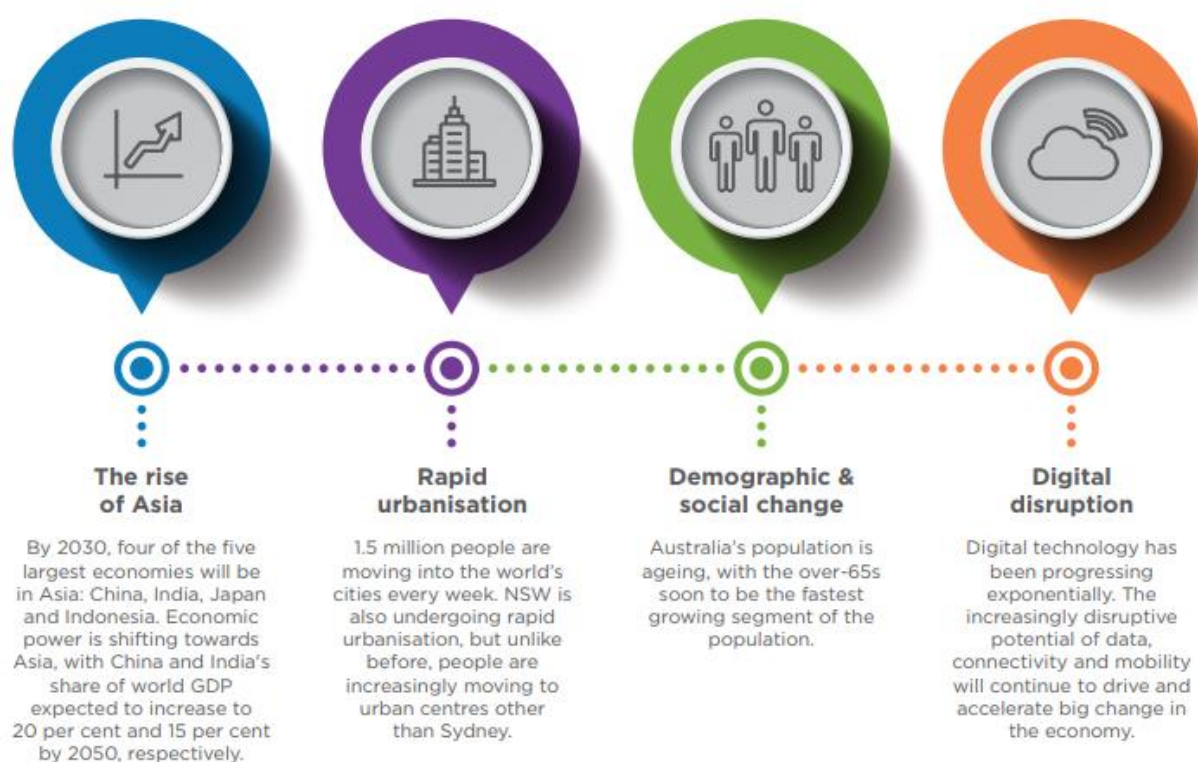 The rise
of Asia
By 2030, four of the five
largest economies will be
in Asia: China, India, Japan
and Indonesia. Economic
power is shifting towards
Asia, with China and India's
share of world GDP
expected to increase to
20 per cent and 15 per cent
by 2050, respectively.
Rapid
urbanisation
1.5 million people are
moving into the world's
cities every week. NSW is
also undergoing rapid
urbanisation, but unlike
before, people are
increasingly moving to
urban centres other
than Sydney.
Demographic &
social change
Australia's population is
ageing, with the over-65s
soon to be the fastest
growing segment of the
population.
Digital
disruption
Digital technology has
been progressing
exponentially. The
increasingly disruptive
potential of data,
connectivity and mobility
will continue to drive and
accelerate big change in
the economy.